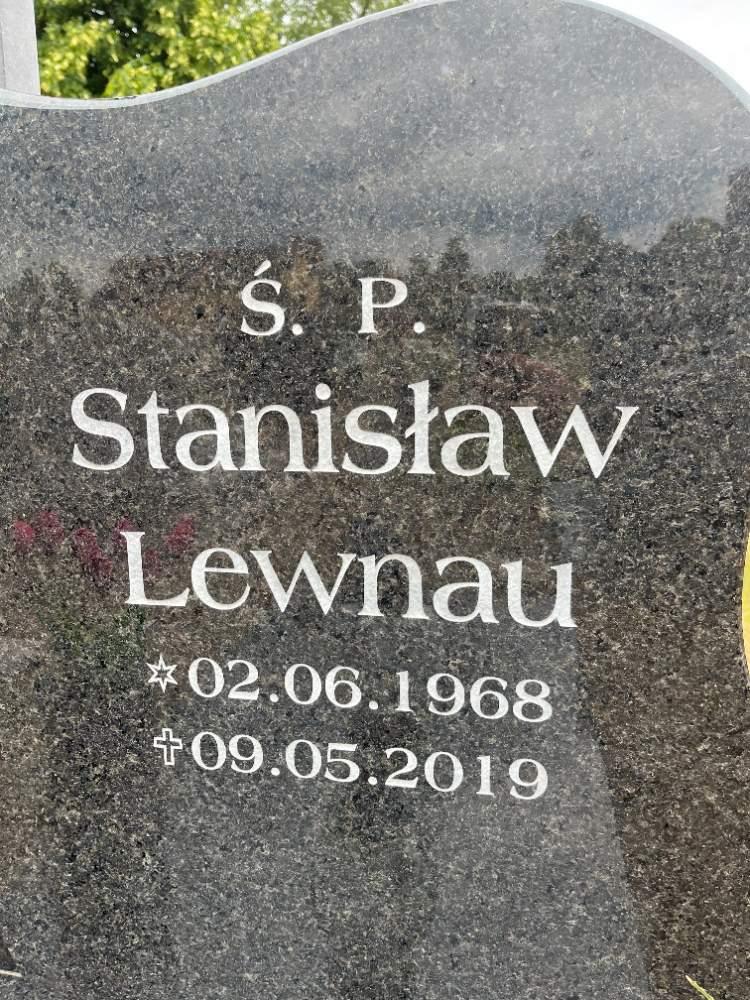 Ś. P.
Stanisław
Lewnau
✡02.06.1968
✝09.05.2019